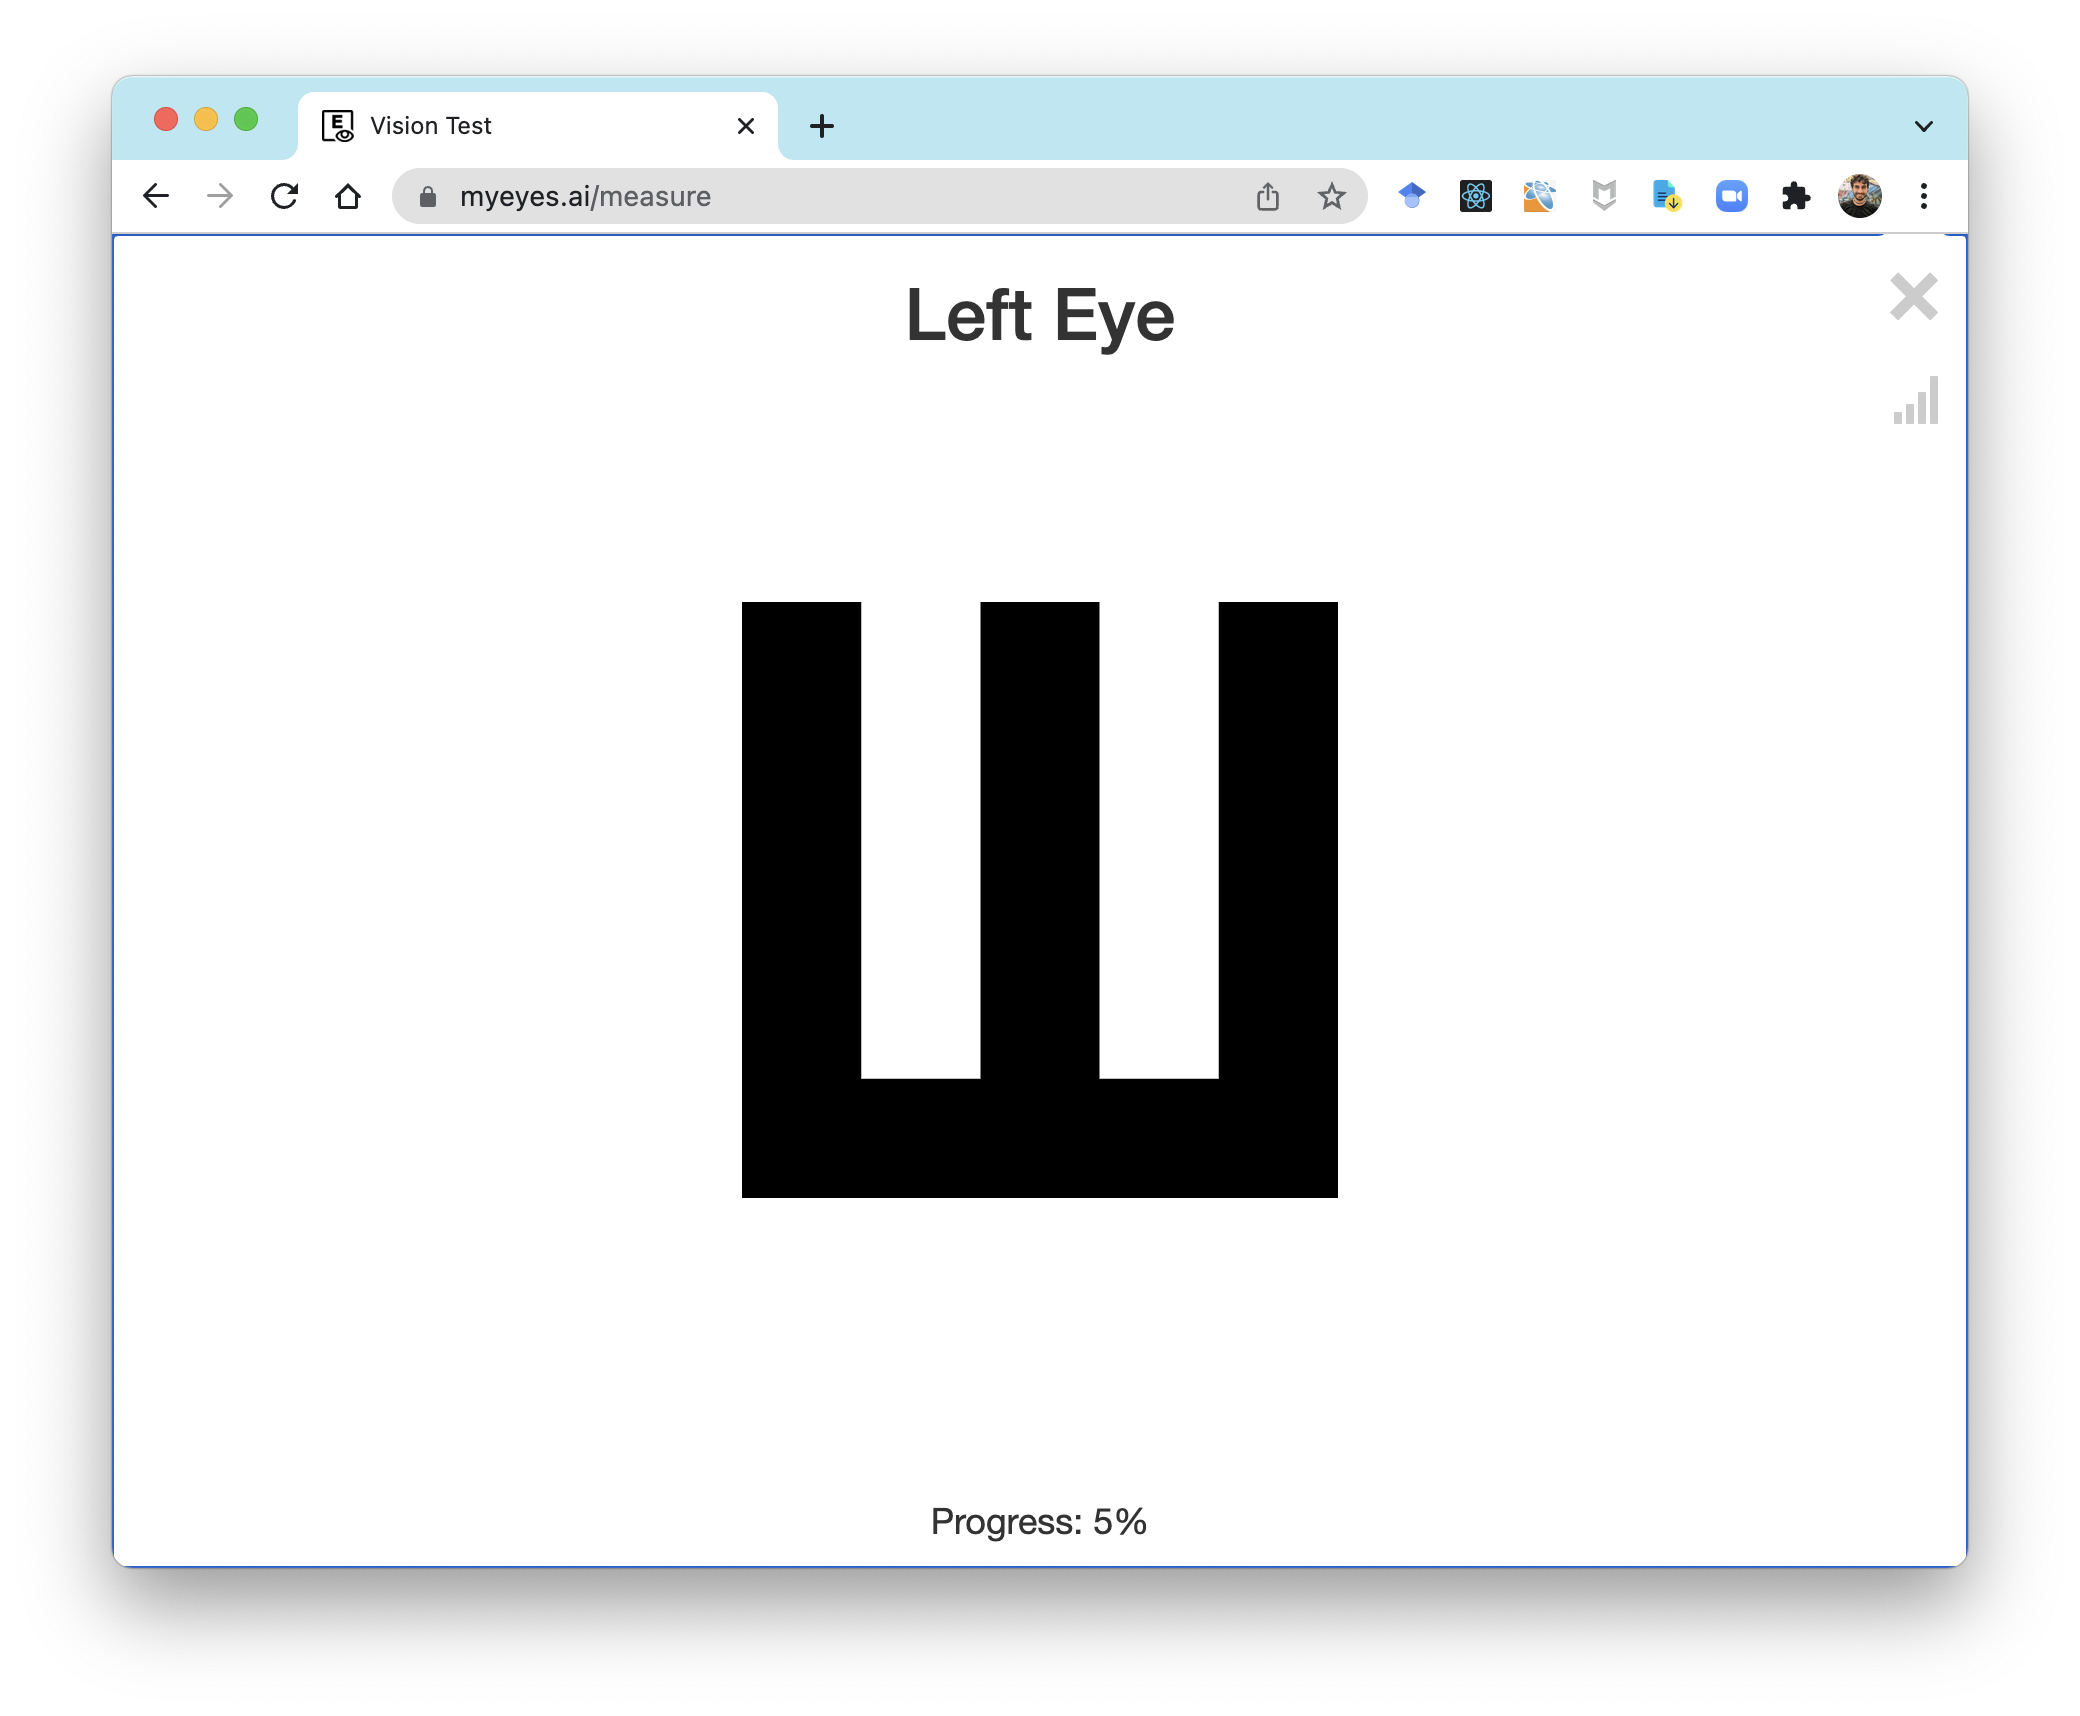 Vision Test
myeyes.ai/measure
Left Eye
E
Progress: 5%